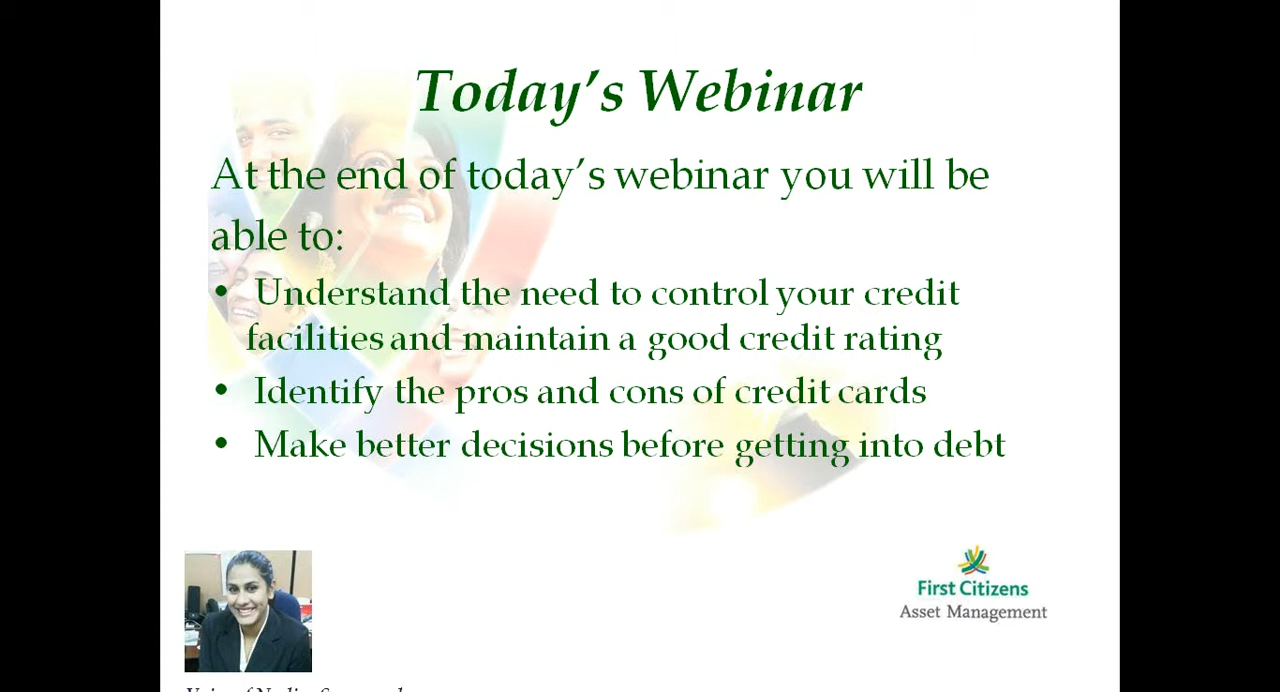 Today’s Webinar
At the end of today’s webinar you will be
able to:
• Understand the need to control your credit
facilities and maintain a good credit rating
• Identify the pros and cons of credit cards
• Make better decisions before getting into debt
First Citizens
Asset Management